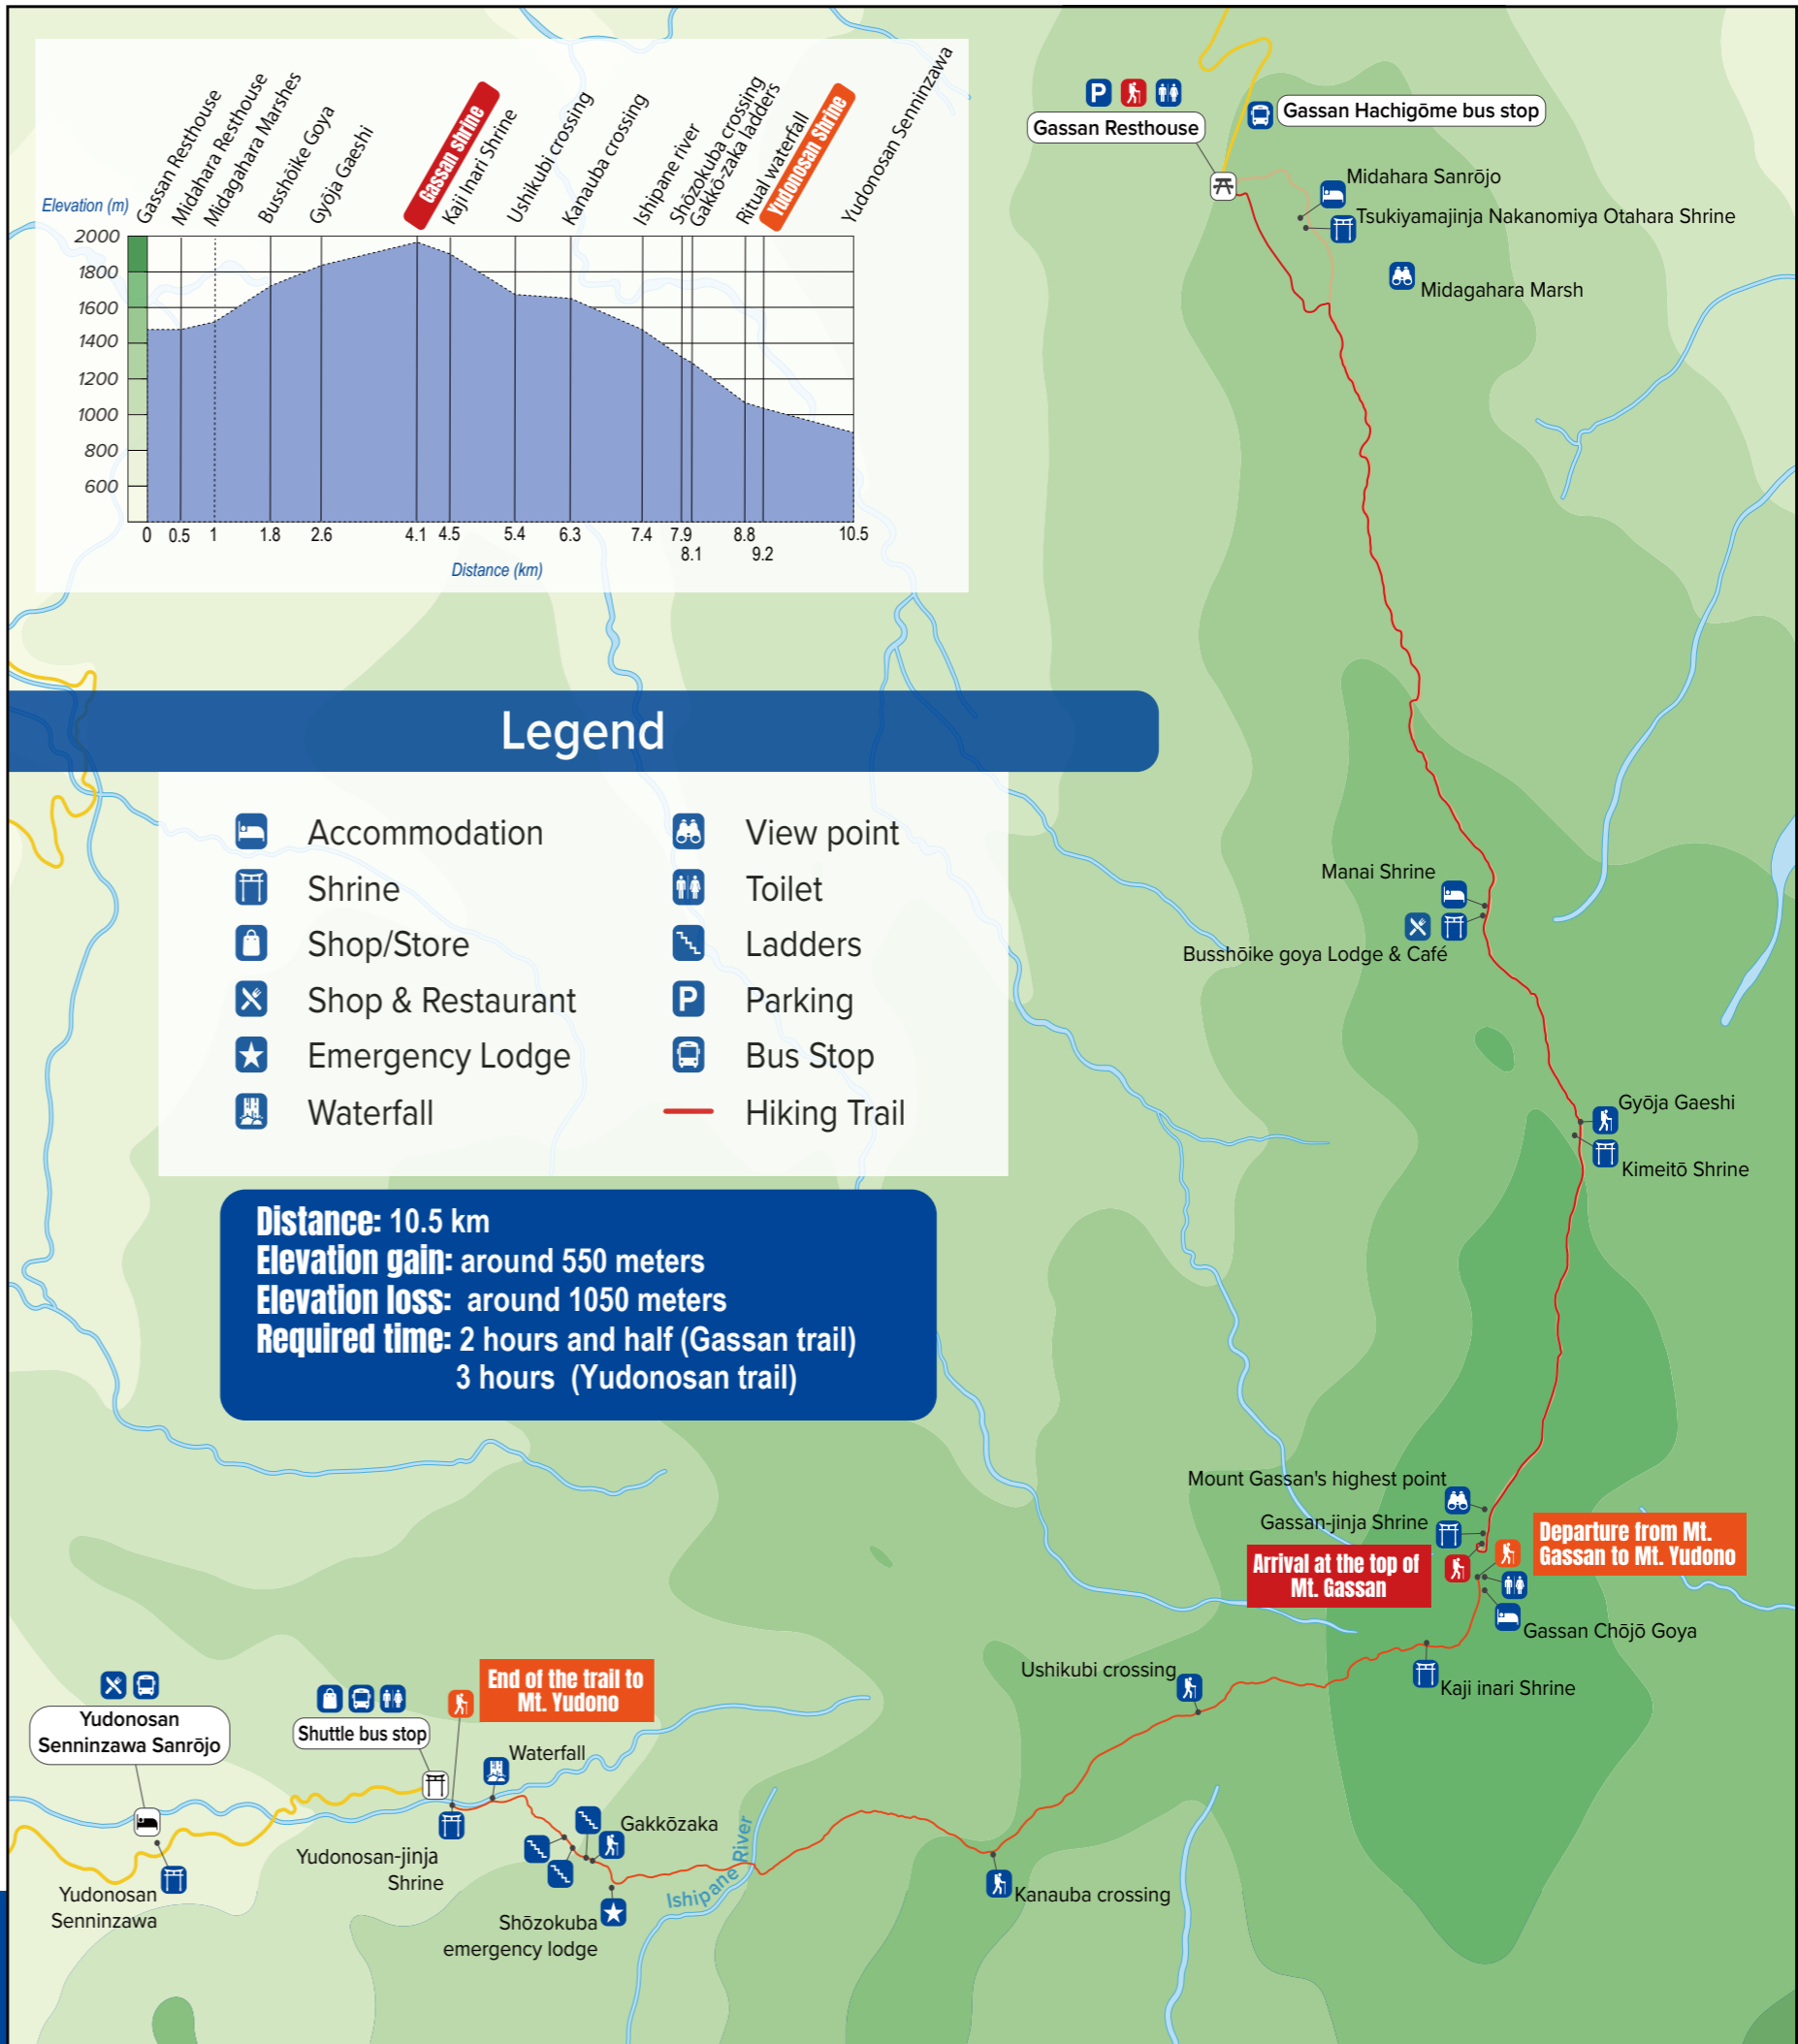 Elevation (m)
Gassan Resthouse
Midahara Resthouse
Midagahara Marshes
Busshōike Goya
Gyōja Gaeshi
Gassan shrine
Kaji Inari Shrine
Ushikubi crossing
Kanauba crossing
Ishipane river
Shōzokuba crossing
Gakkō-zaka ladders
Ritual waterfall
Yudonosan Shrine
Yudonosan Senninzawa
2000
1800
1600
1400
1200
1000
800
600
0 0.5 1 1.8 2.6 4.1 4.5 5.4 6.3 7.4 7.9 8.8 10.5
8.1 9.2
Distance (km)
P
Gassan Resthouse
Gassan Hachigōme bus stop
Midahara Sanrōjo
Tsukiyamajinja Nakanomiya Otahara Shrine
Midagahara Marsh
Legend
Accommodation
View point
Shrine
Toilet
Shop/Store
Ladders
Shop & Restaurant
P Parking
Emergency Lodge
Bus Stop
Waterfall
Hiking Trail
Manai Shrine
Busshōike goya Lodge & Café
Gyōja Gaeshi
Kimeitō Shrine
Distance: 10.5 km
Elevation gain: around 550 meters
Elevation loss: around 1050 meters
Required time: 2 hours and half (Gassan trail)
3 hours (Yudonosan trail)
Mount Gassan's highest point
Gassan-jinja Shrine
Arrival at the top of
Mt. Gassan
Departure from Mt.
Gassan to Mt. Yudono
Gassan Chōjō Goya
Kaji inari Shrine
Ushikubi crossing
End of the trail to
Mt. Yudono
Yudonosan
Senninzawa Sanrōjo
Shuttle bus stop
Waterfall
Gakkōzaka
Ishipane River
Yudonosan-jinja
Shrine
Kanauba crossing
Yudonosan
Senninzawa
Shōzokuba
emergency lodge